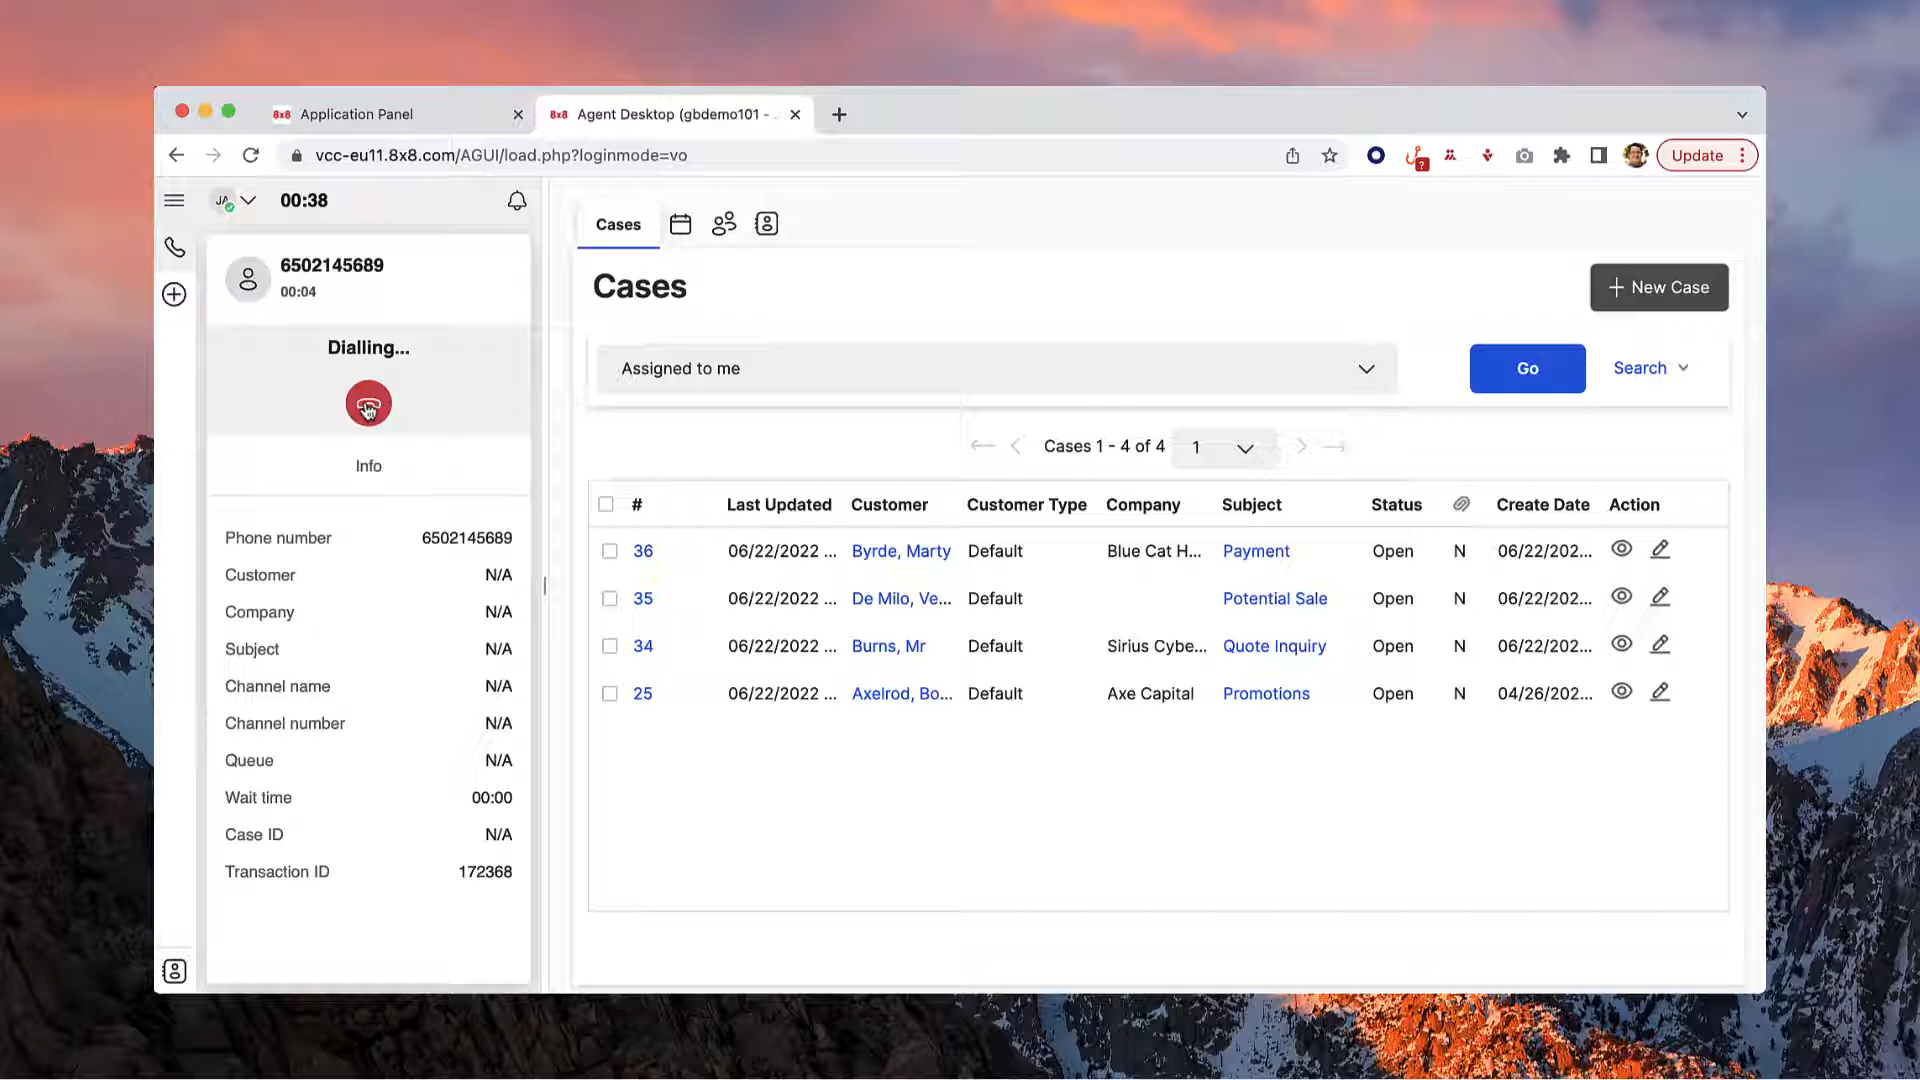 8x8 Application Panel
8x8 Agent Desktop (gbdemo101 -
vcc-eu11.8x8.com/AGUI/load.php?loginmode=vo
?
Update
JA
00:38
6502145689
00:04
Dialling...
Info
Phone number 6502145689
Customer N/A
Company N/A
Subject N/A
Channel name N/A
Channel number N/A
Queue N/A
Wait time 00:00
Case ID N/A
Transaction ID 172368
Cases
Cases
+ New Case
Assigned to me
Go
Search
Cases 1 - 4 of 4 1
# Last Updated Customer Customer Type Company Subject Status Create Date Action
36 06/22/2022 ... Byrde, Marty Default Blue Cat H... Payment Open N 06/22/202...
35 06/22/2022 ... De Milo, Ve... Default Potential Sale Open N 06/22/202...
34 06/22/2022 ... Burns, Mr Default Sirius Cybe... Quote Inquiry Open N 06/22/202...
25 06/22/2022 ... Axelrod, Bo... Default Axe Capital Promotions Open N 04/26/202...